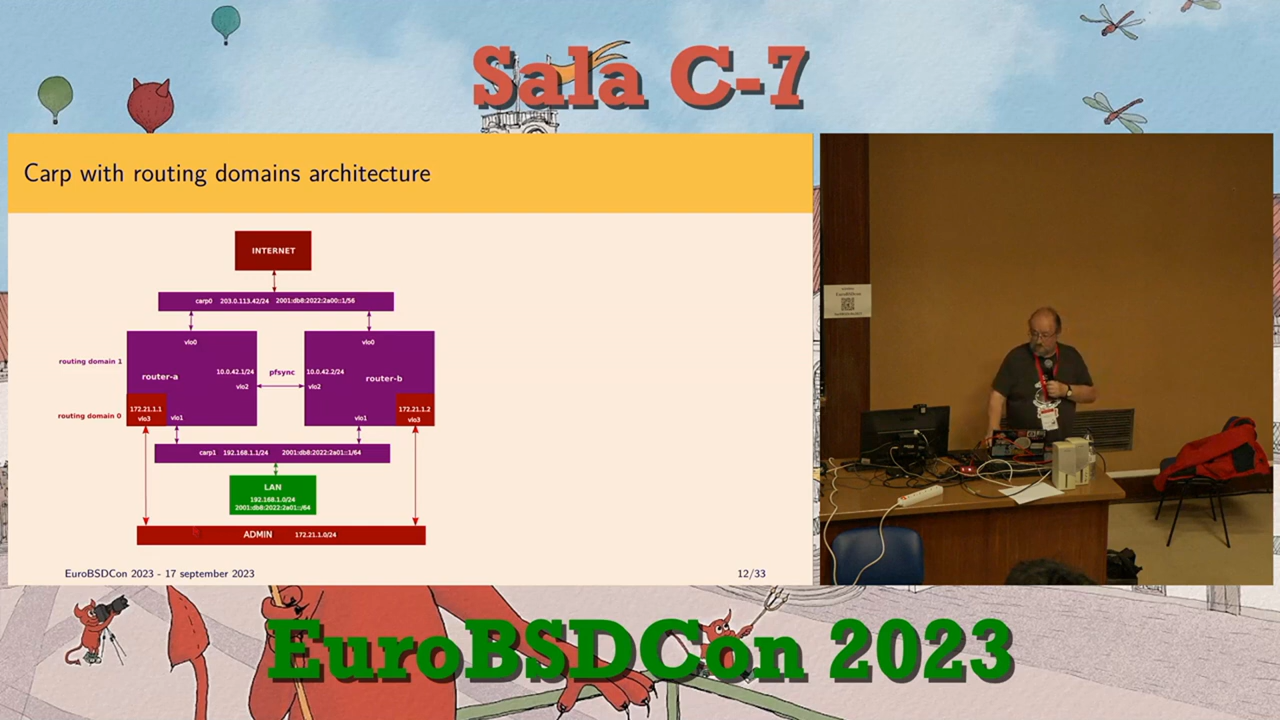 Sala C-7
Carp with routing domains architecture
INTERNET
carp0 203.0.113.42/24 2001:db8:2022:2a00::1/56
vio0
vio0
routing domain 1
router-a
10.0.42.1/24
vio2
pfsync
10.0.42.2/24
vio2
router-b
routing domain 0
172.21.1.1
vio3
vio1
vio1
172.21.1.2
vio3
carp1 192.168.1.1/24 2001:db8:2022:2a01::1/64
LAN
192.168.1.0/24
2001:db8:2022:2a01::/64
ADMIN 172.21.1.0/24
EuroBSDCon 2023 - 17 september 2023
12/33
EuroBSDCon 2023